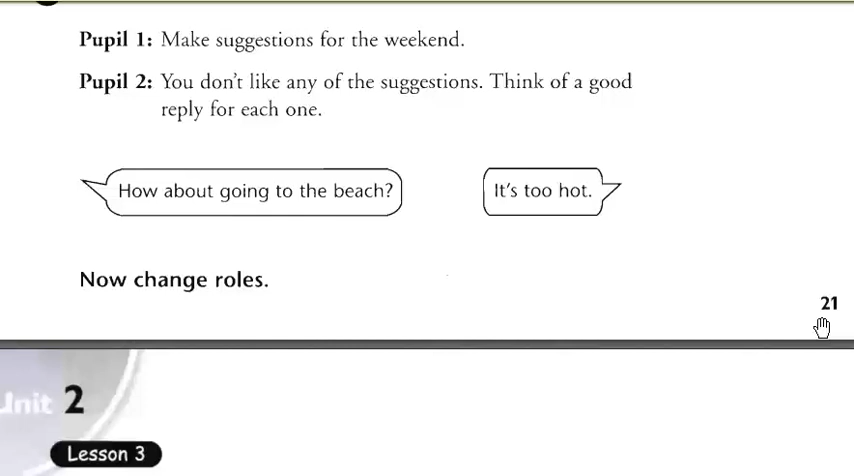 Pupil 1: Make suggestions for the weekend.
Pupil 2: You don't like any of the suggestions. Think of a good
reply for each one.
How about going to the beach?
It's too hot.
Now change roles.
21
Unit 2
Lesson 3